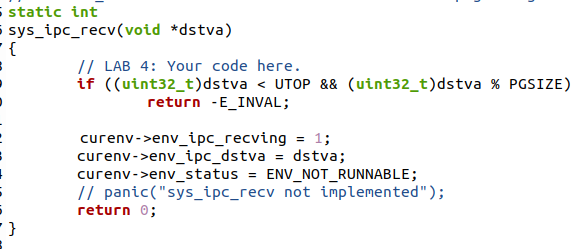 static int
sys_ipc_recv(void *dstva)
{
        // LAB 4: Your code here.
        if ((uint32_t)dstva < UTOP && (uint32_t)dstva % PGSIZE)
                return -E_INVAL;

        curenv->env_ipc_recving = 1;
        curenv->env_ipc_dstva = dstva;
        curenv->env_status = ENV_NOT_RUNNABLE;
        // panic("sys_ipc_recv not implemented");
        return 0;
}